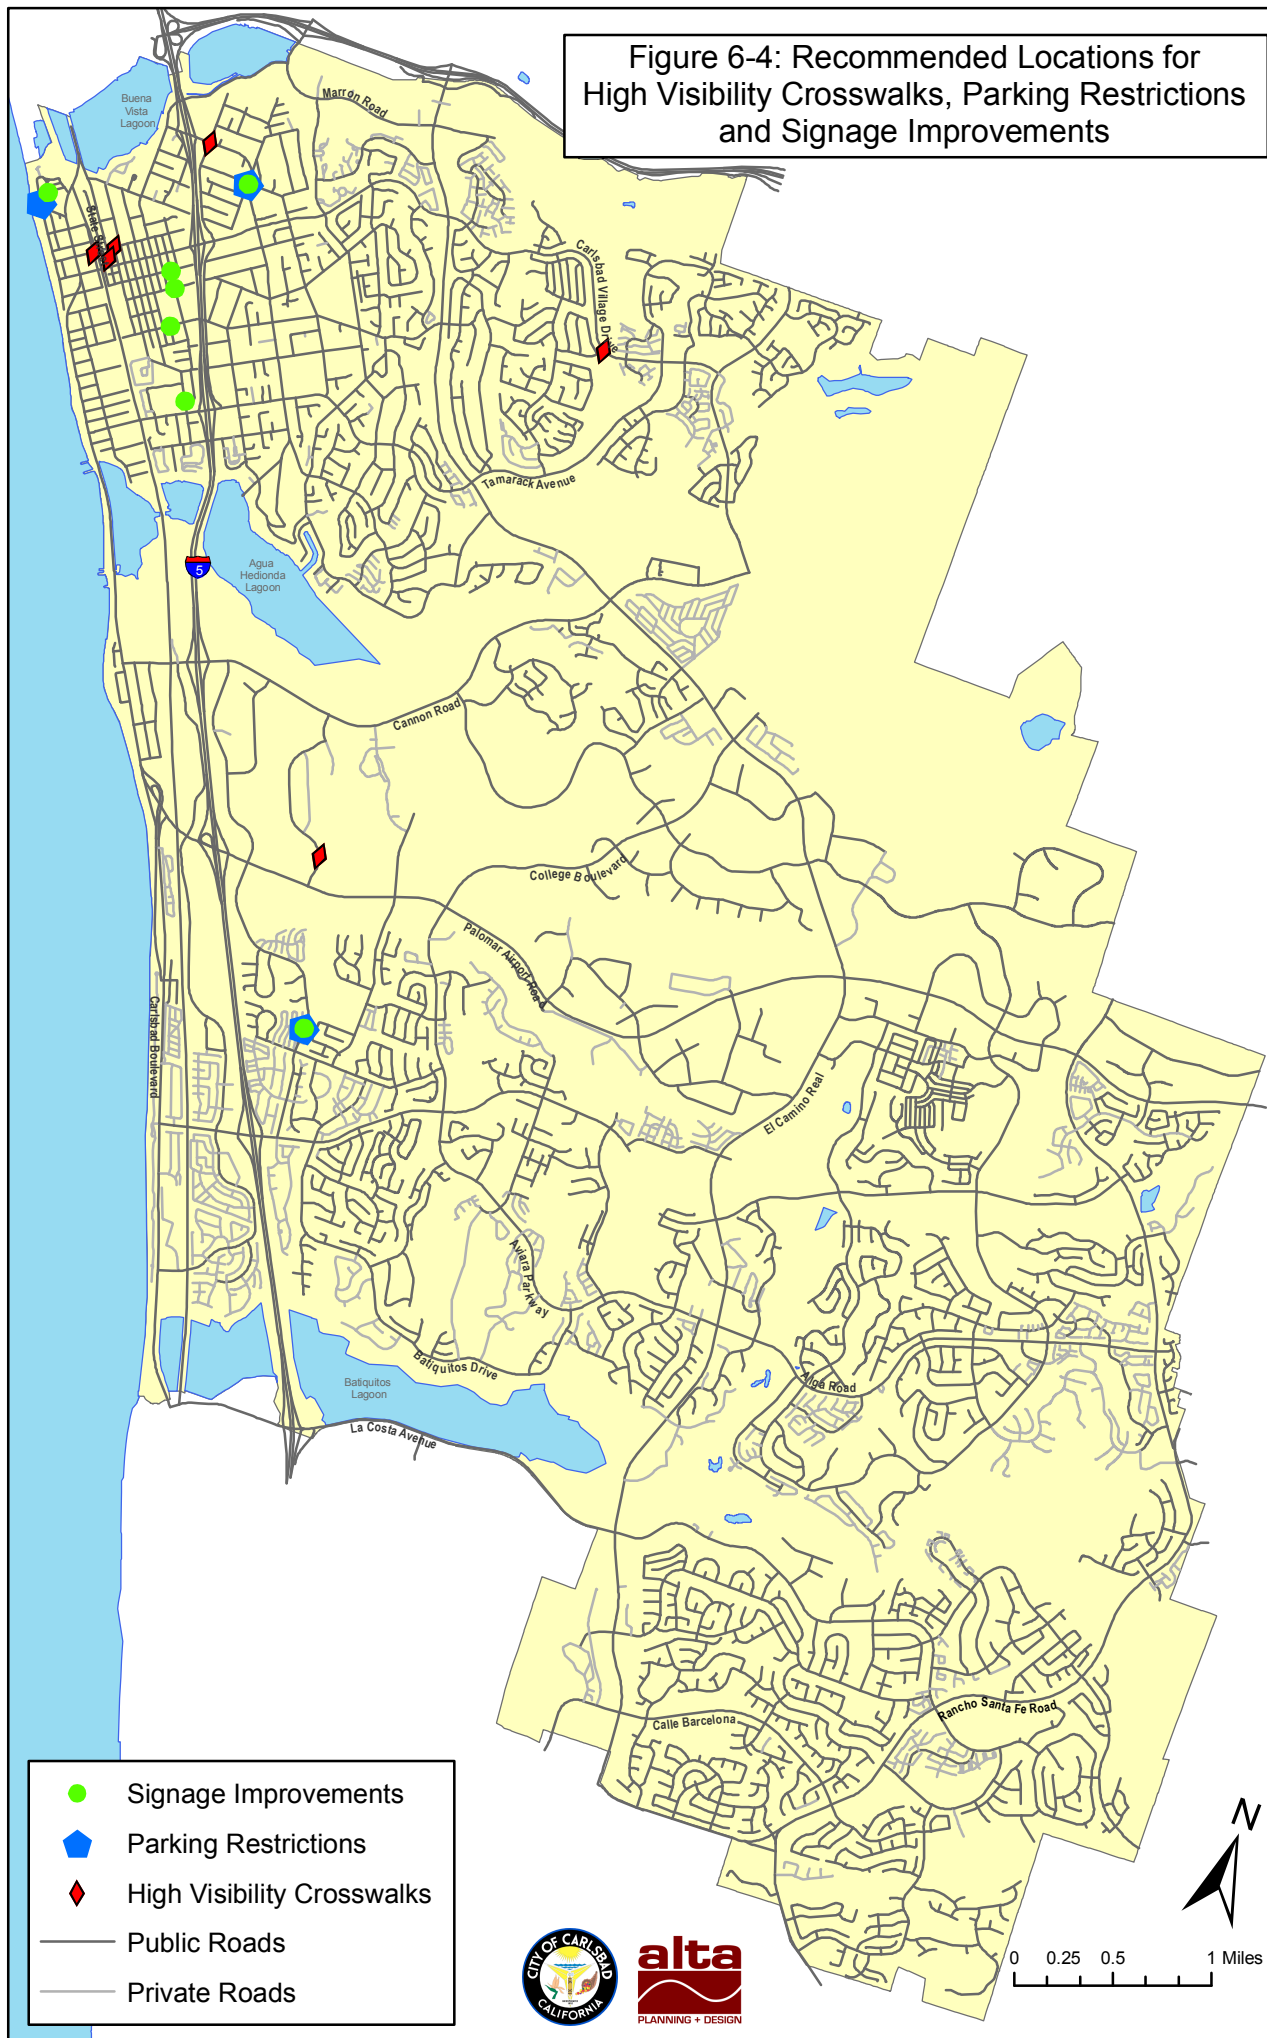 Figure 6-4: Recommended Locations for
High Visibility Crosswalks, Parking Restrictions
and Signage Improvements
Buena
Vista
Lagoon
Marron Road
Carlsbad Village Drive
Tamarack Avenue
5
Agua
Hedionda
Lagoon
Cannon Road
College Boulevard
Palomar Airport Road
Carlsbad Boulevard
El Camino Real
Aviara Parkway
Batiquitos Drive
Batiquitos
Lagoon
Alga Road
La Costa Avenue
Rancho Santa Fe Road
Calle Barcelona
Signage Improvements
Parking Restrictions
High Visibility Crosswalks
Public Roads
Private Roads
CITY OF CARLSBAD
CALIFORNIA
alta
PLANNING + DESIGN
N
0 0.25 0.5 1 Miles